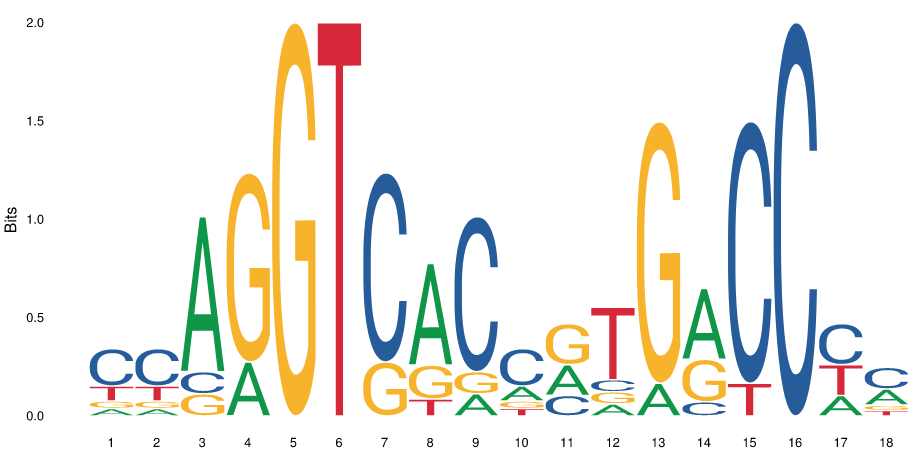 2.0
1.5
1.0
0.5
0.0
Bits
C T G A
C T G A
A C G
G A
G
T
C G
A G T
C G A
C A G T
G A C
T C G A
G A
A G C
C T
C
C T A
C A G T
1 2 3 4 5 6 7 8 9 10 11 12 13 14 15 16 17 18